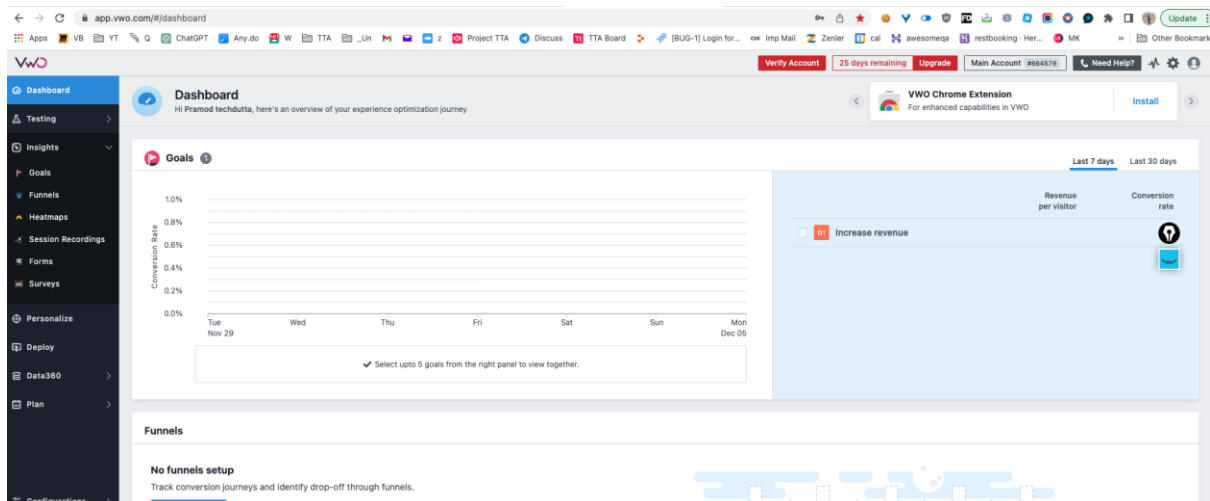 app.vwo.com/#/dashboard
Update
Apps VB YT Q ChatGPT Any.do W TTA _Un z Project TTA Discuss TTA Board [BUG-1] Login for... Imp Mail Zenler cal awesomeqa restbooking - Her... MK » Other Bookmark
VWO
Verify Account 25 days remaining Upgrade Main Account #664579 Need Help?
Dashboard
Testing
Insights
Goals
Funnels
Heatmaps
Session Recordings
Forms
Surveys
Personalize
Deploy
Data360
Plan
Configurations
Dashboard
Hi Pramod techdutta, here's an overview of your experience optimization journey
VWO Chrome Extension
For enhanced capabilities in VWO
Install
Goals 1
Last 7 days Last 30 days
Conversion Rate
1.0%
0.8%
0.6%
0.4%
0.2%
0.0%
Tue Wed Thu Fri Sat Sun Mon
Nov 29 Dec 05
Select upto 5 goals from the right panel to view together.
Revenue Conversion
per visitor rate
G1 Increase revenue
Funnels
No funnels setup
Track conversion journeys and identify drop-off through funnels.